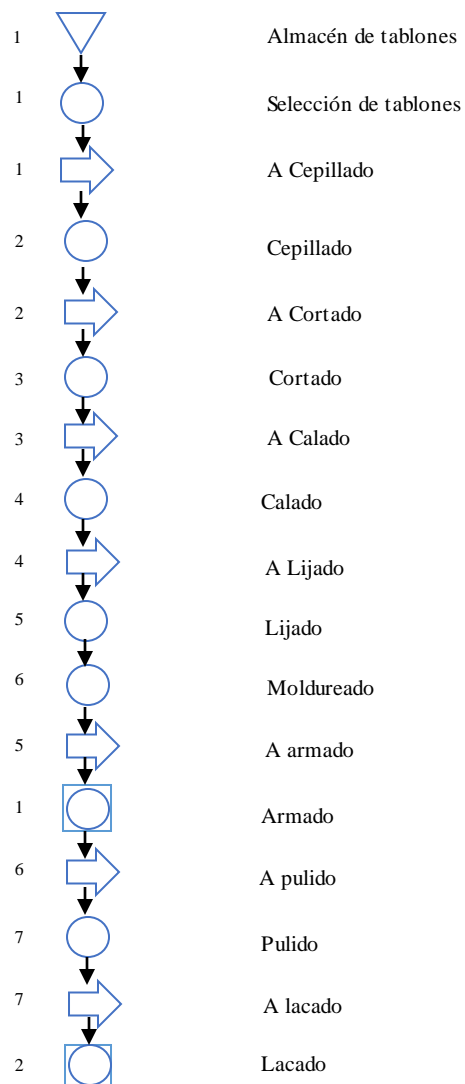 1 Almacén de tablones
1 Selección de tablones
1 A Cepillado
2 Cepillado
2 A Cortado
3 Cortado
3 A Calado
4 Calado
4 A Lijado
5 Lijado
6 Moldureado
5 A armado
1 Armado
6 A pulido
7 Pulido
7 A lacado
2 Lacado